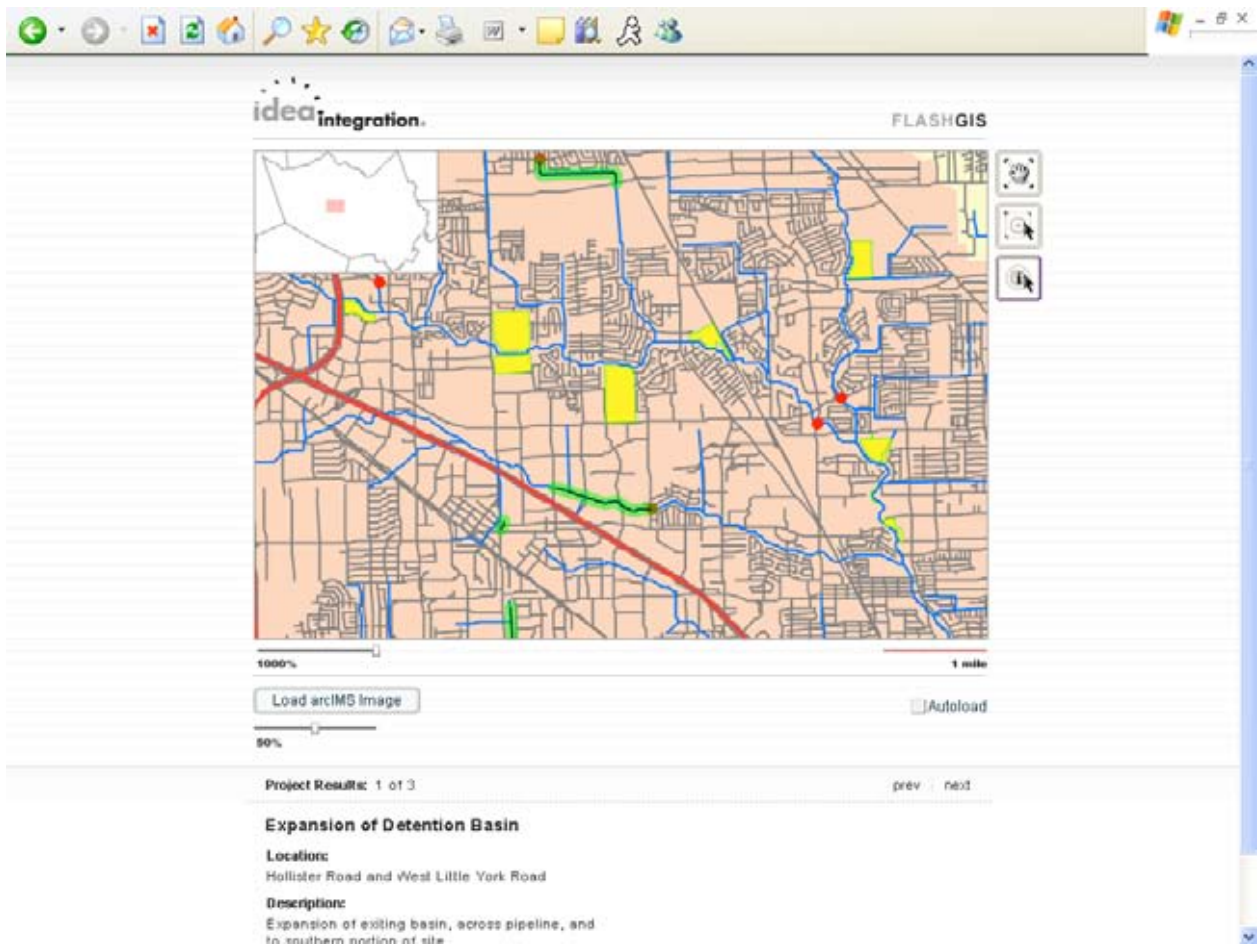 idea integration.
FLASHGIS
1000%
1 mile
Load arcIMS Image
Autoload
50%
Project Results: 1 of 3
prev next
Expansion of Detention Basin
Location:
Hollister Road and West Little York Road
Description:
Expansion of exiting basin, across pipeline, and
to southern portion of site